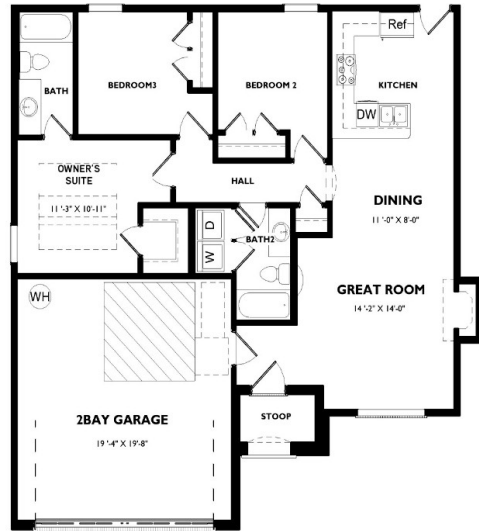 Ref
BATH
BEDROOM3
BEDROOM 2
KITCHEN
DW
OWNER'S
SUITE
11 '-3" X 10'-11"
HALL
DINING
11 '-0" X 8'-0"
D
W
BATH2
WH
GREAT ROOM
14 '-2" X 14'-0"
2BAY GARAGE
19 '-4" X 19'-8"
STOOP